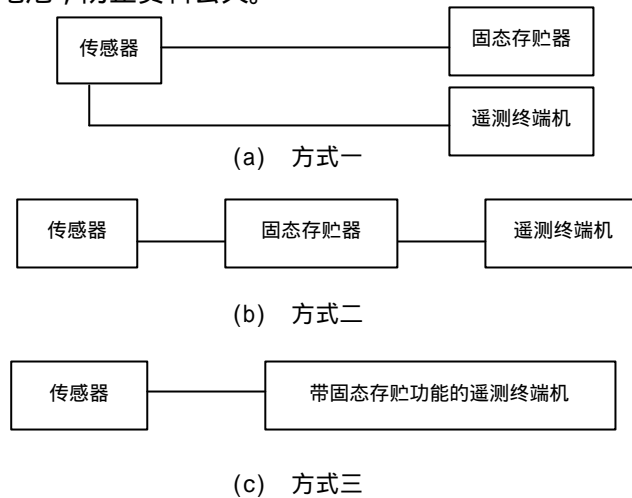 传感器
固态存贮器
遥测终端机
(a) 方式一
传感器
固态存贮器
遥测终端机
(b) 方式二
传感器
带固态存贮功能的遥测终端机
(c) 方式三